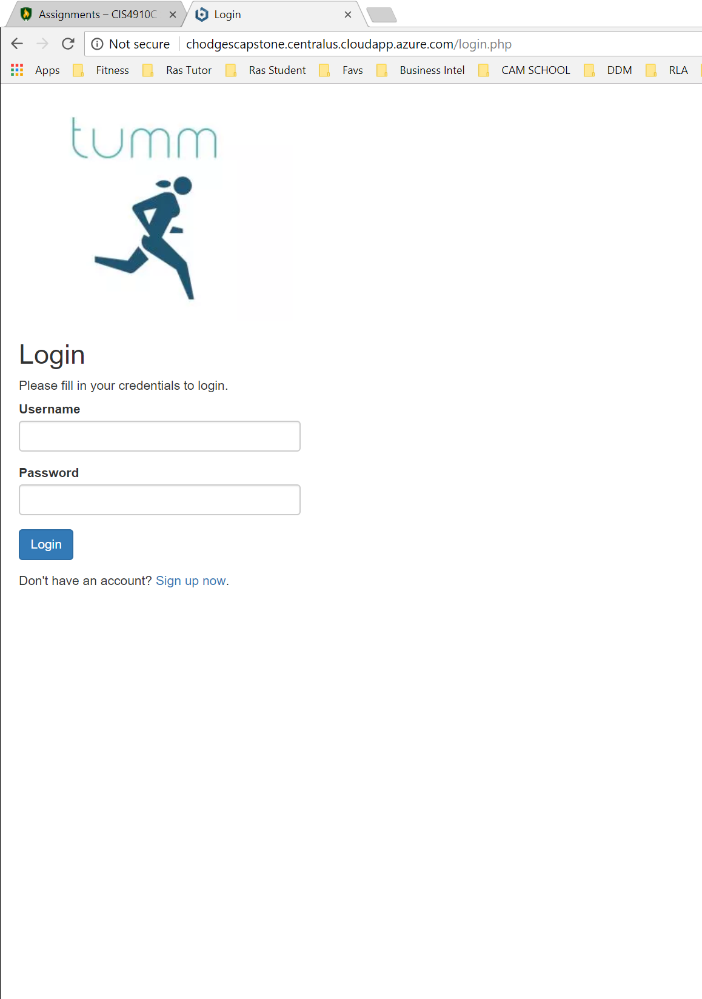 Assignments – CIS4910C
Login
Not secure
chodgescapstone.centralus.cloudapp.azure.com/login.php
Apps Fitness Ras Tutor Ras Student Favs Business Intel CAM SCHOOL DDM RLA
tumm
Login
Please fill in your credentials to login.
Username
Password
Login
Don't have an account? Sign up now.